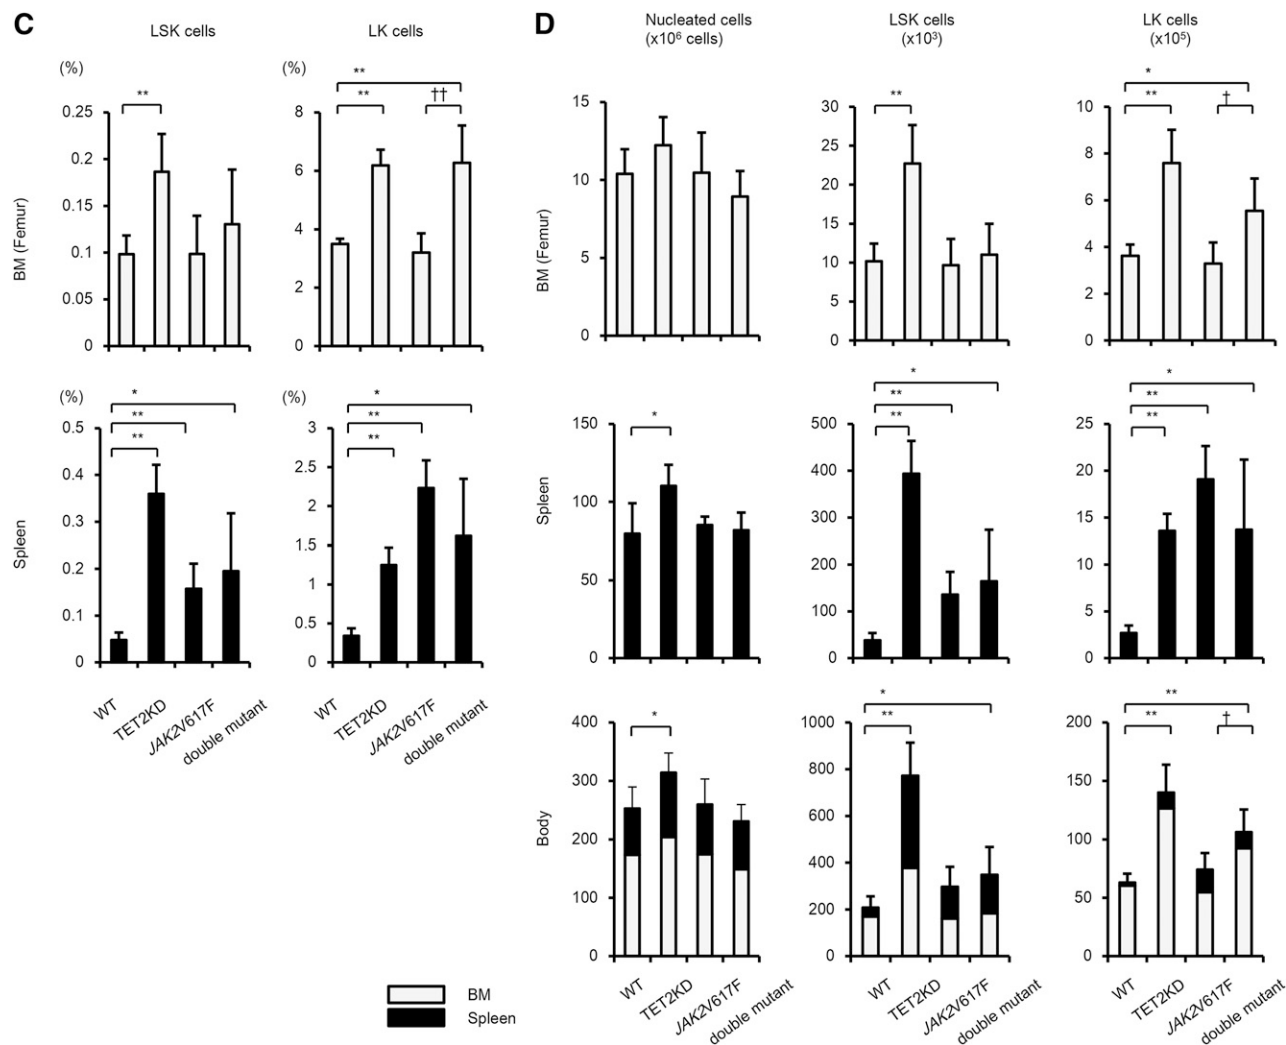 C
LSK cells
LK cells
(%)
(%)
BM (Femur)
0.25
0.2
0.15
0.1
0.05
0
**
8
6
4
2
0
**
**
††
(%)
(%)
Spleen
0.5
0.4
0.3
0.2
0.1
0
*
**
**
3
2.5
2
1.5
1
0.5
0
*
**
**
WT
TET2KD
JAK2V617F
double mutant
WT
TET2KD
JAK2V617F
double mutant
D
Nucleated cells
(x10⁶ cells)
LSK cells
(x10³)
LK cells
(x10⁵)
BM (Femur)
15
10
5
0
30
25
20
15
10
5
0
**
10
8
6
4
2
0
*
**
†
Spleen
150
100
50
0
*
500
400
300
200
100
0
*
**
**
25
20
15
10
5
0
*
**
**
Body
400
300
200
100
0
*
1000
800
600
400
200
0
*
**
200
150
100
50
0
**
**
†
WT
TET2KD
JAK2V617F
double mutant
WT
TET2KD
JAK2V617F
double mutant
WT
TET2KD
JAK2V617F
double mutant
BM
Spleen